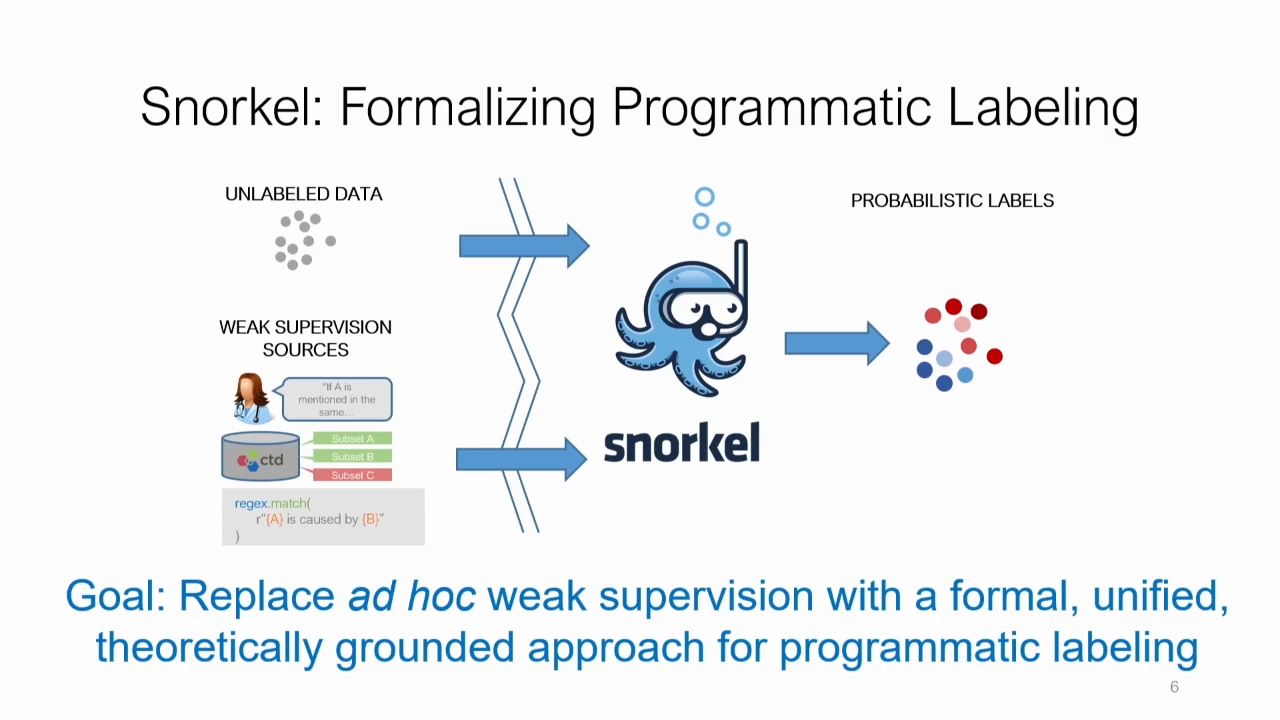 Snorkel: Formalizing Programmatic Labeling
UNLABELED DATA
PROBABILISTIC LABELS
WEAK SUPERVISION
SOURCES
"If A is
mentioned in the
same...
ctd
Subset A
Subset B
Subset C
regex.match(
r"{A} is caused by {B}"
)
snorkel
Goal: Replace ad hoc weak supervision with a formal, unified,
theoretically grounded approach for programmatic labeling
6